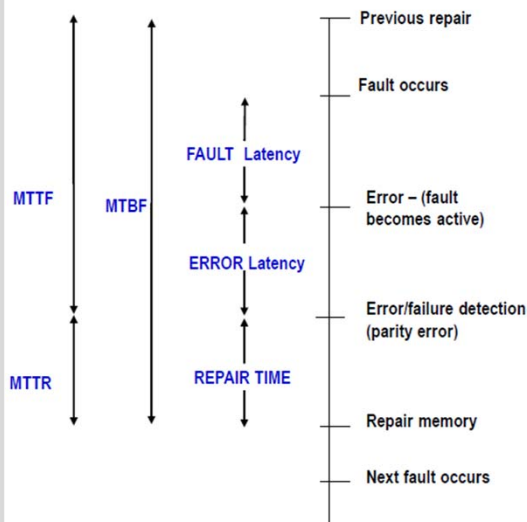 Previous repair
Fault occurs
FAULT Latency
MTTF
MTBF
Error – (fault
becomes active)
ERROR Latency
Error/failure detection
(parity error)
MTTR
REPAIR TIME
Repair memory
Next fault occurs